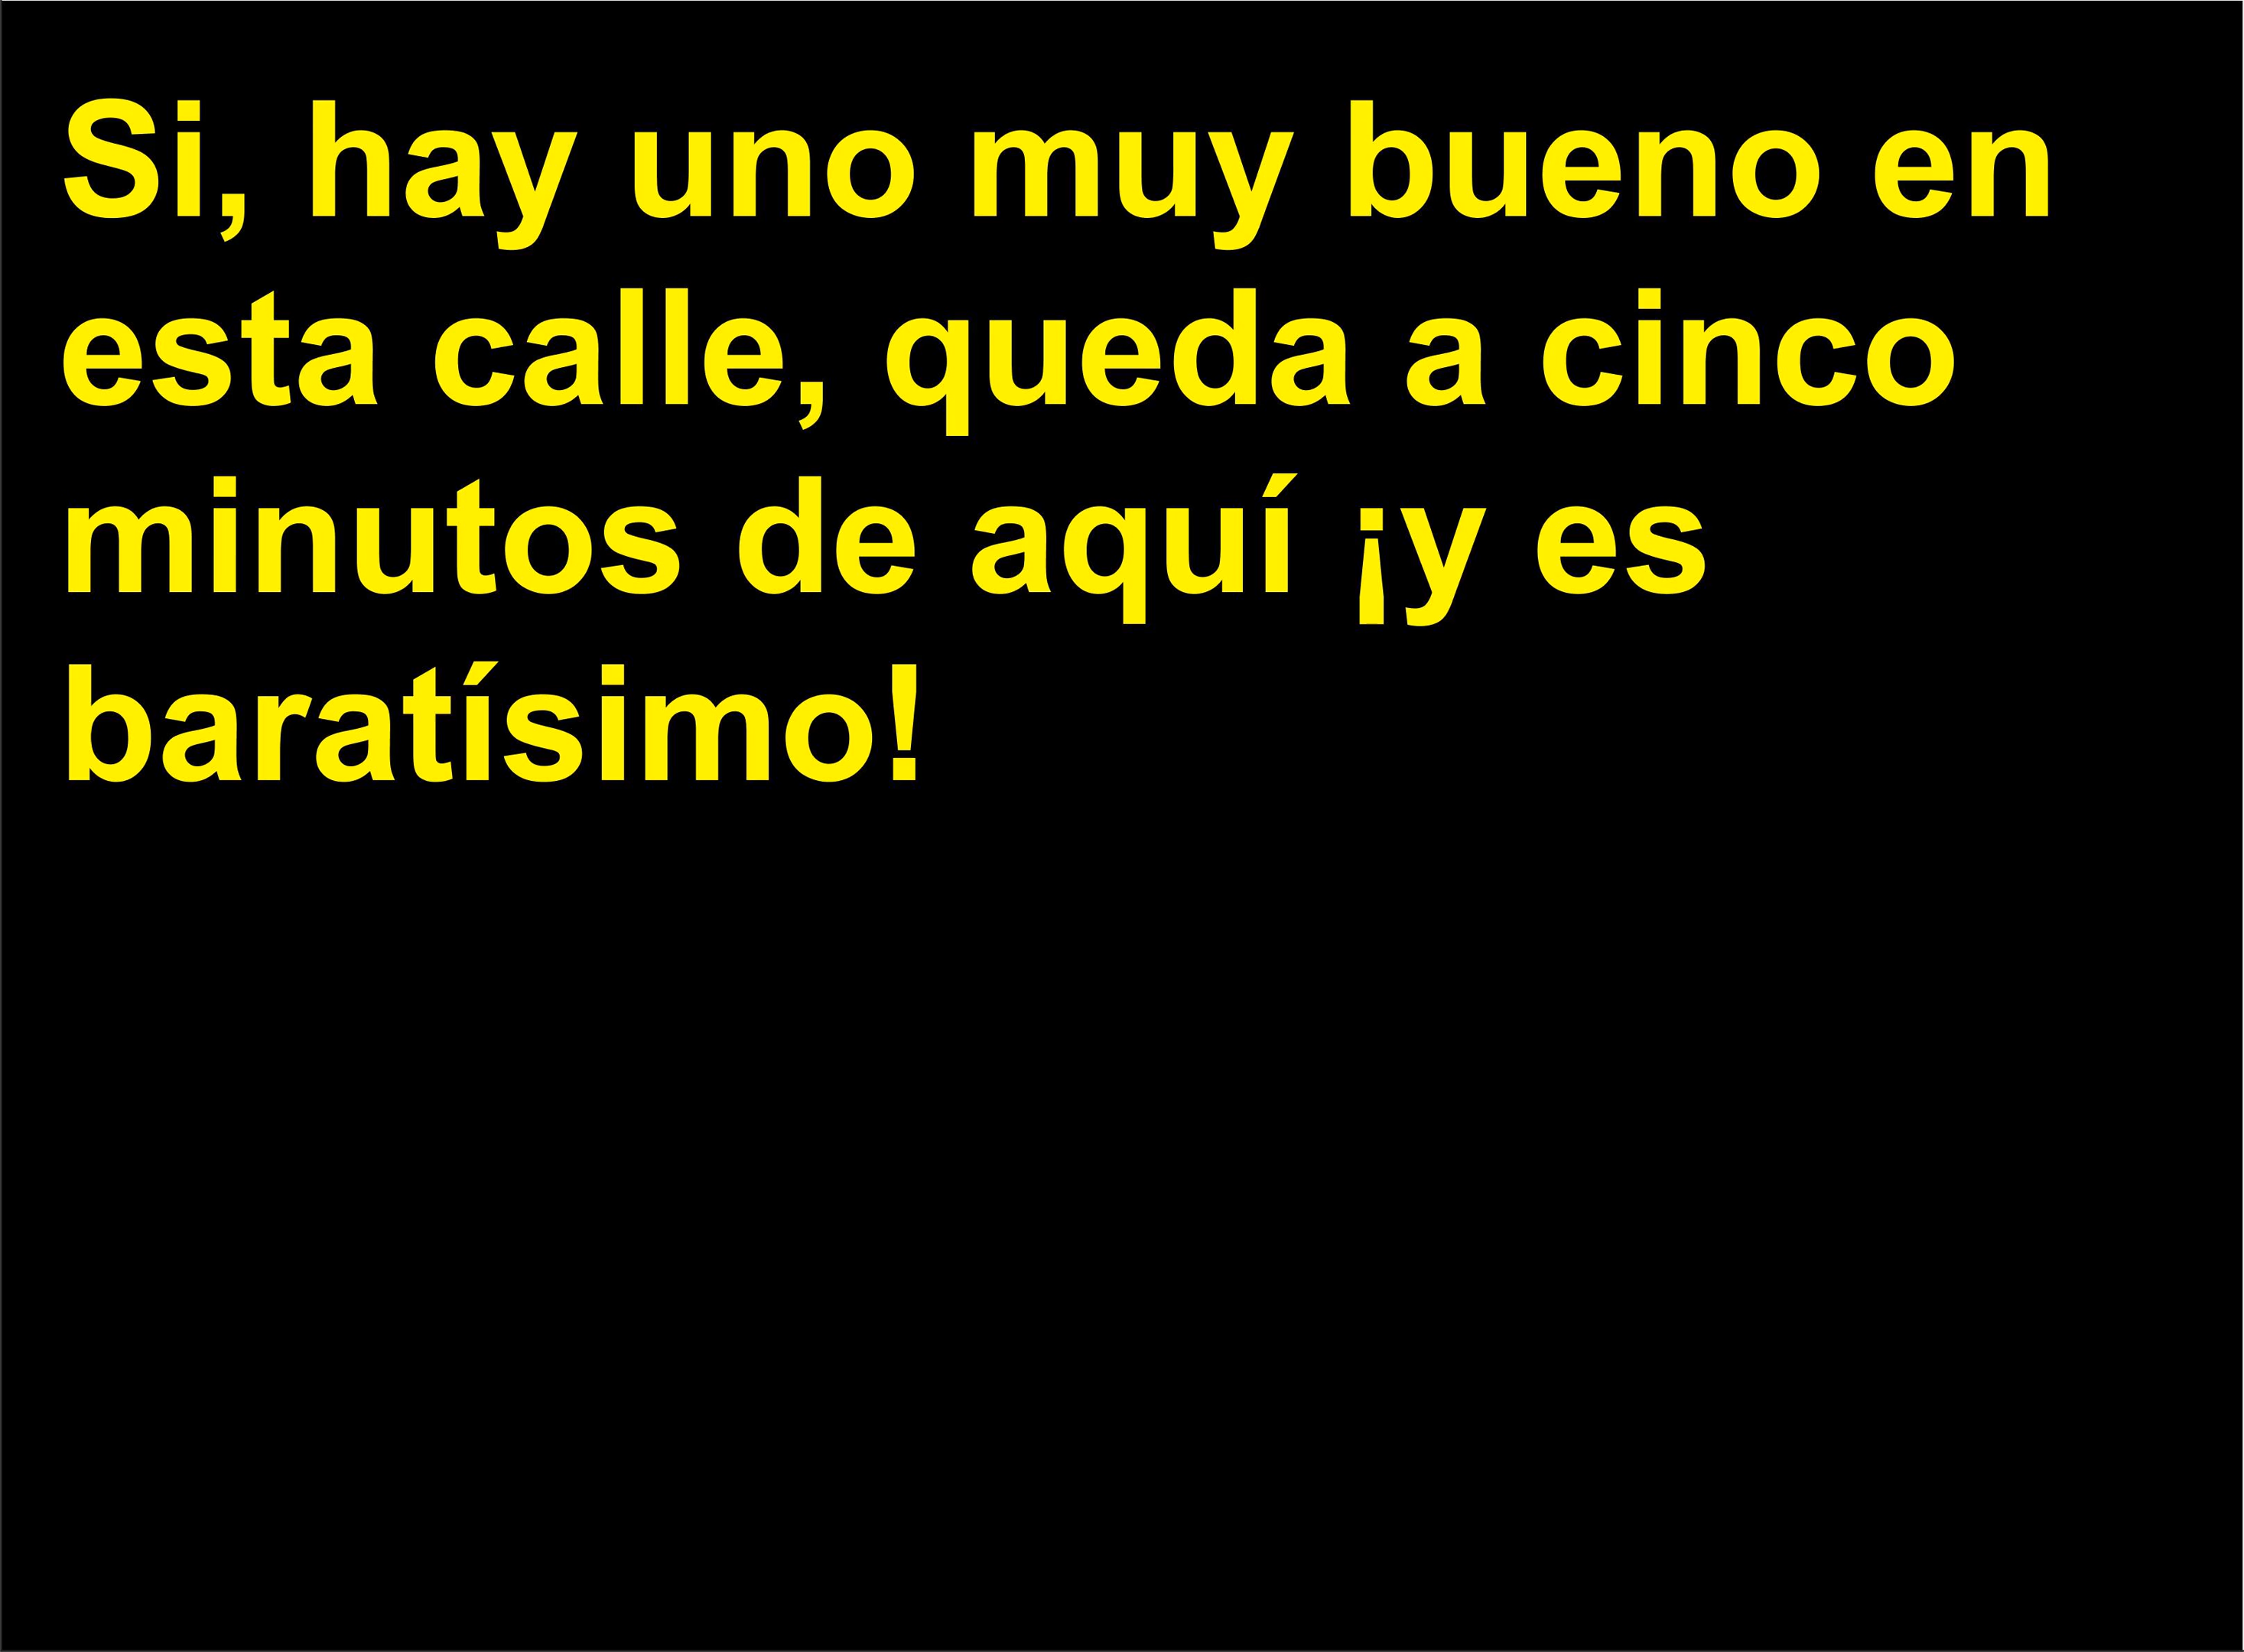 Si, hay uno muy bueno en
esta calle, queda a cinco
minutos de aquí ¡y es
baratísimo!